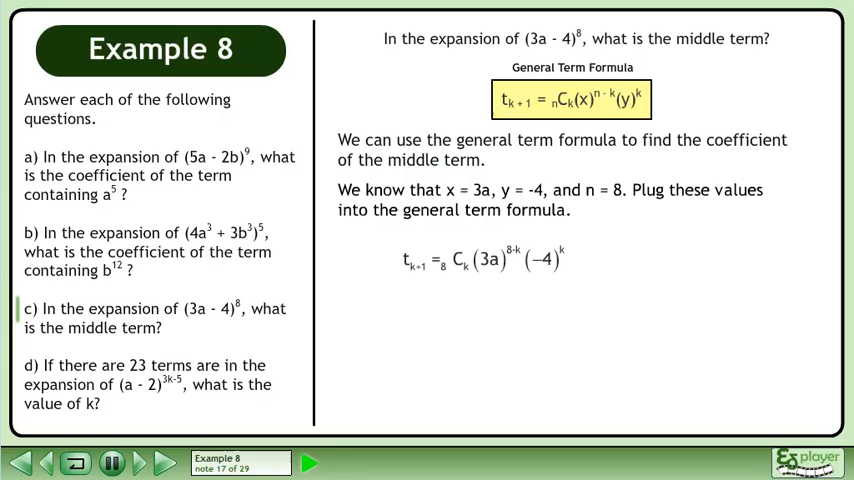 Example 8
Answer each of the following
questions.
a) In the expansion of (5a - 2b)⁹, what
is the coefficient of the term
containing a⁵ ?
b) In the expansion of (4a³ + 3b³)⁵,
what is the coefficient of the term
containing b¹² ?
c) In the expansion of (3a - 4)⁸, what
is the middle term?
d) If there are 23 terms are in the
expansion of (a - 2)³ᵏ⁻⁵, what is the
value of k?
In the expansion of (3a - 4)⁸, what is the middle term?
General Term Formula
tₖ₊₁ = ₙCₖ(x)ⁿ⁻ᵏ(y)ᵏ
We can use the general term formula to find the coefficient
of the middle term.
We know that x = 3a, y = -4, and n = 8. Plug these values
into the general term formula.
tₖ₊₁ = ₈Cₖ(3a)⁸⁻ᵏ(−4)ᵏ
Example 8
note 17 of 29
player